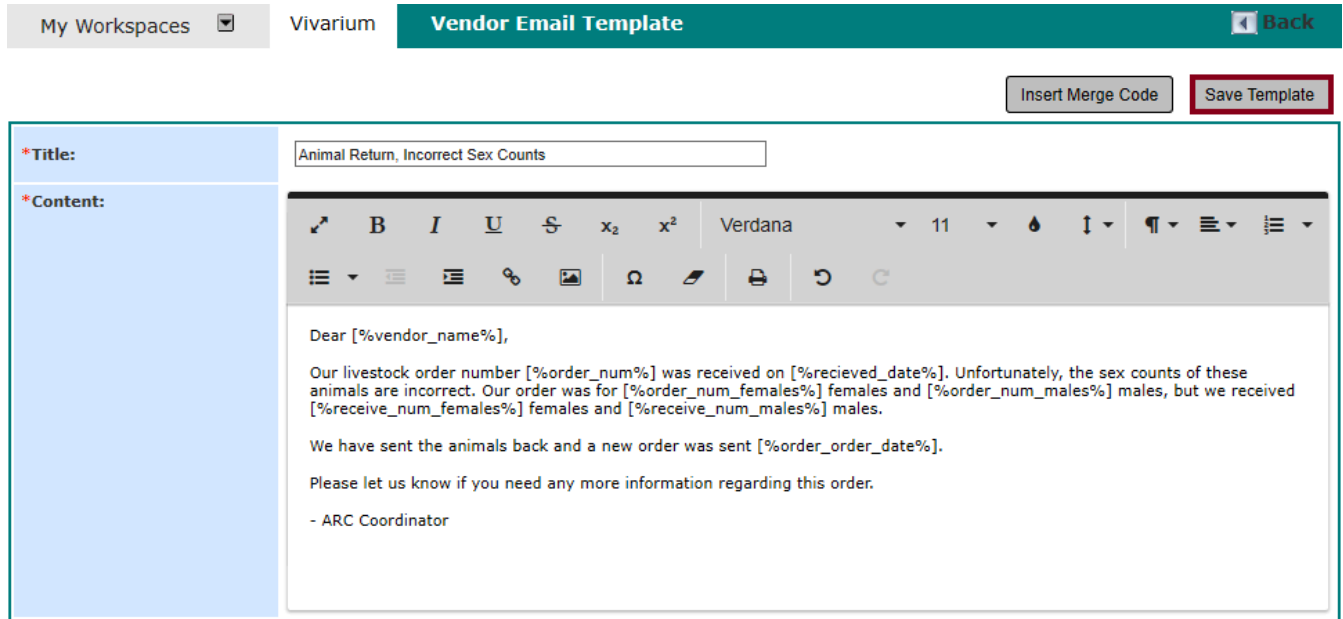 My Workspaces Vivarium Vendor Email Template Back
Insert Merge Code Save Template
*Title: Animal Return, Incorrect Sex Counts
*Content:
B I U S x₂ x² Verdana 11 ¶
Ω
Dear [%vendor_name%],
Our livestock order number [%order_num%] was received on [%recieved_date%]. Unfortunately, the sex counts of these
animals are incorrect. Our order was for [%order_num_females%] females and [%order_num_males%] males, but we received
[%receive_num_females%] females and [%receive_num_males%] males.
We have sent the animals back and a new order was sent [%order_order_date%].
Please let us know if you need any more information regarding this order.
- ARC Coordinator